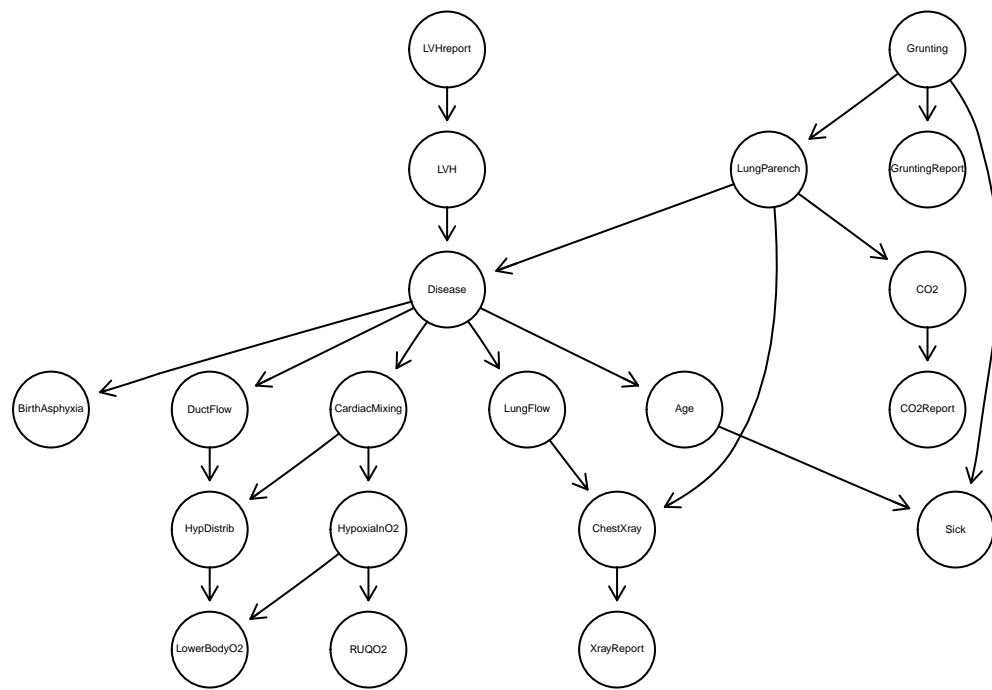 LVHreport
Grunting
LVH
LungParench
GruntingReport
Disease
CO2
BirthAsphyxia
DuctFlow
CardiacMixing
LungFlow
Age
CO2Report
HypDistrib
HypoxiaInO2
ChestXray
Sick
LowerBodyO2
RUQO2
XrayReport